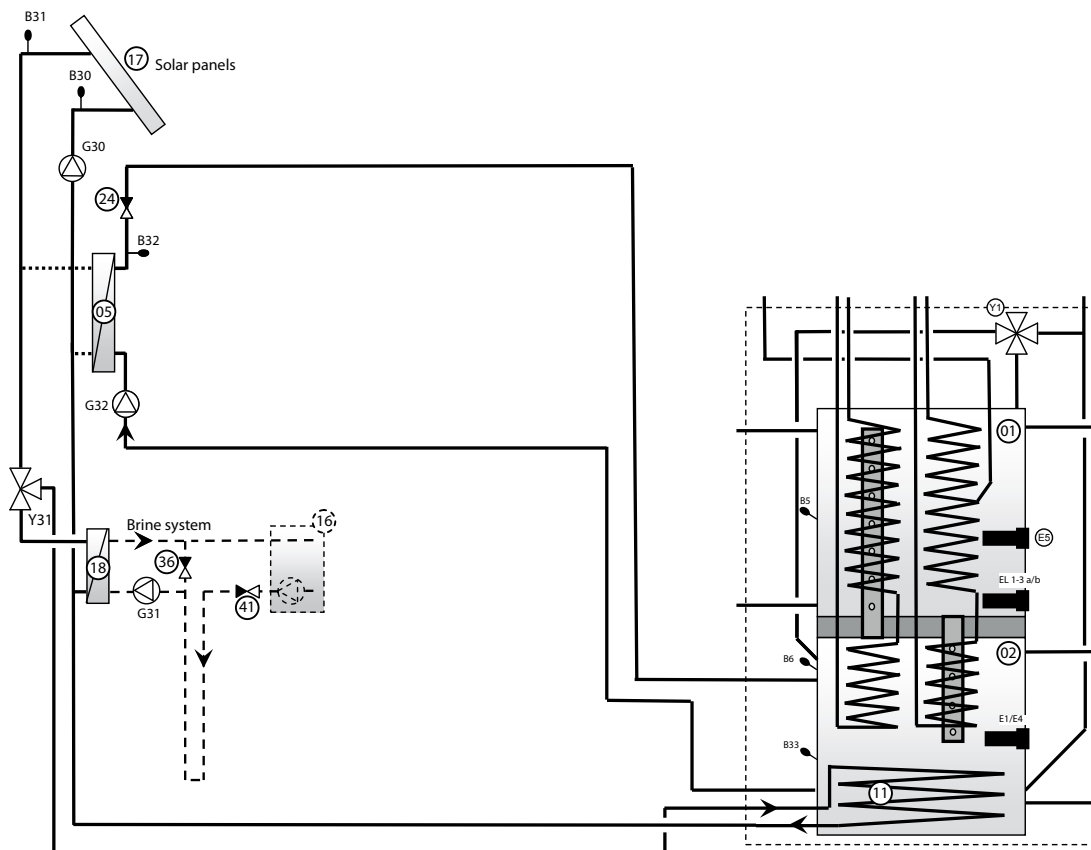 B31
17
Solar panels
B30
G30
24
B32
05
G32
Y31
Brine system
16
36
18
G31
41
Y1
01
B5
E5
EL 1-3 a/b
02
B6
E1/E4
B33
11